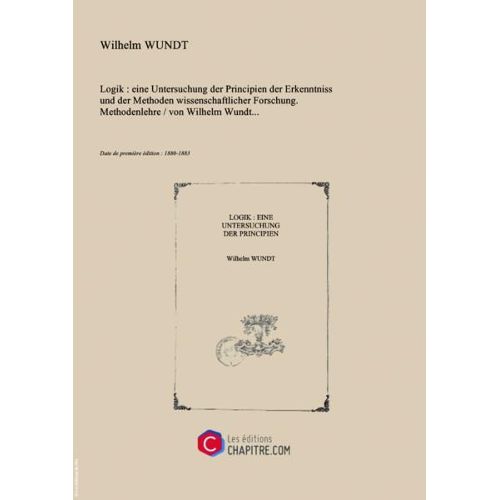 Wilhelm WUNDT
Logik : eine Untersuchung der Principien der Erkenntniss
und der Methoden wissenschaftlicher Forschung.
Methodenlehre / von Wilhelm Wundt...
Date de première édition : 1880-1883
LOGIK : EINE
UNTERSUCHUNG
DER PRINCIPIEN
Wilhelm WUNDT
C
Les éditions
CHAPITRE.COM